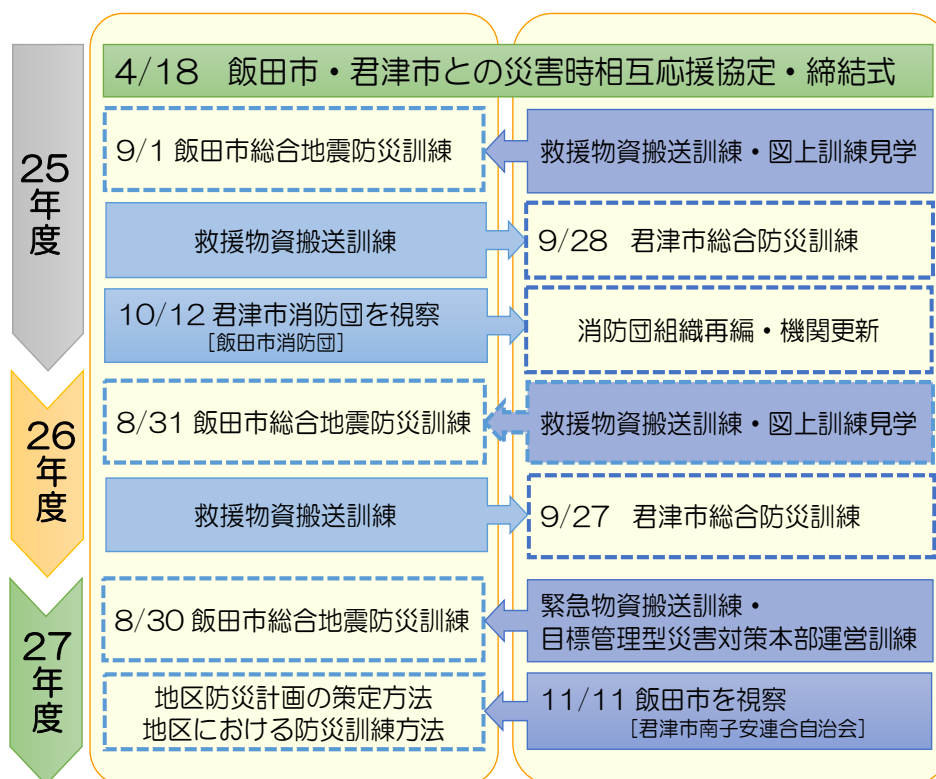 25年度
4/18 飯田市・君津市との災害時相互応援協定・締結式
9/1 飯田市総合地震防災訓練
救援物資搬送訓練・図上訓練見学
救援物資搬送訓練
9/28 君津市総合防災訓練
10/12 君津市消防団を視察
[飯田市消防団]
消防団組織再編・機関更新
26年度
8/31 飯田市総合地震防災訓練
救援物資搬送訓練・図上訓練見学
救援物資搬送訓練
9/27 君津市総合防災訓練
27年度
8/30 飯田市総合地震防災訓練
緊急物資搬送訓練・
目標管理型災害対策本部運営訓練
地区防災計画の策定方法
地区における防災訓練方法
11/11 飯田市を視察
[君津市南子安連合自治会]